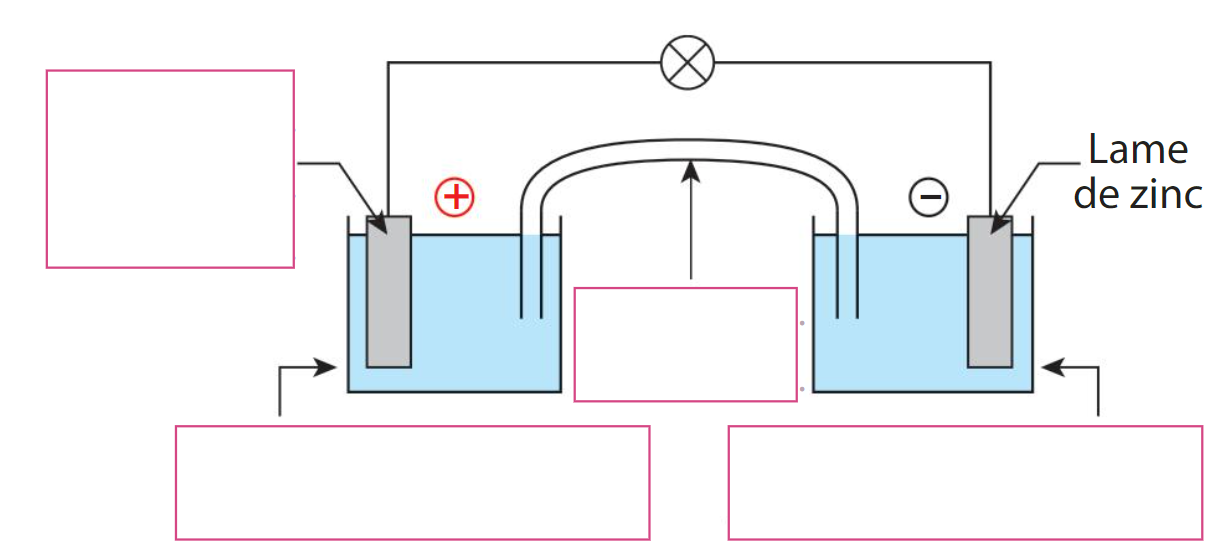 +
−
Lame
de zinc